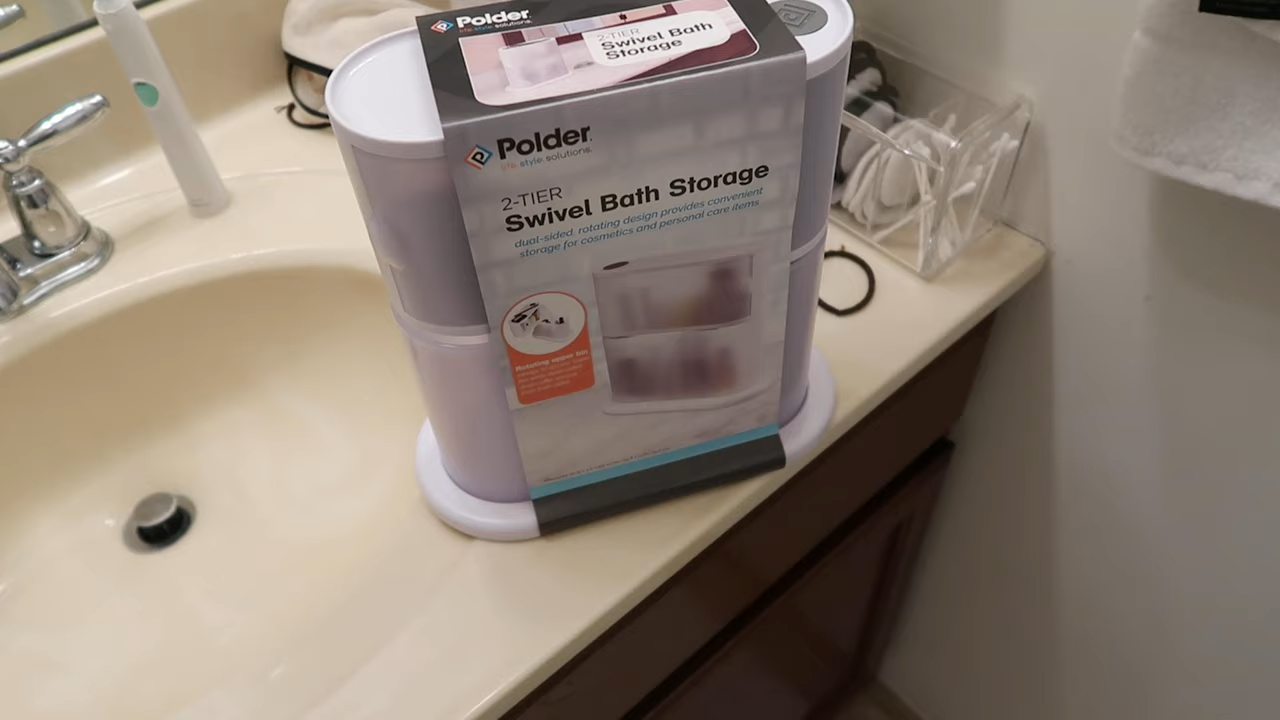 Polder.
life. style. solutions.
2-TIER
Swivel Bath
Storage
Polder.
life. style. solutions.
2-TIER
Swivel Bath Storage
dual-sided, rotating design provides convenient
storage for cosmetics and personal care items
Rotating upper bin